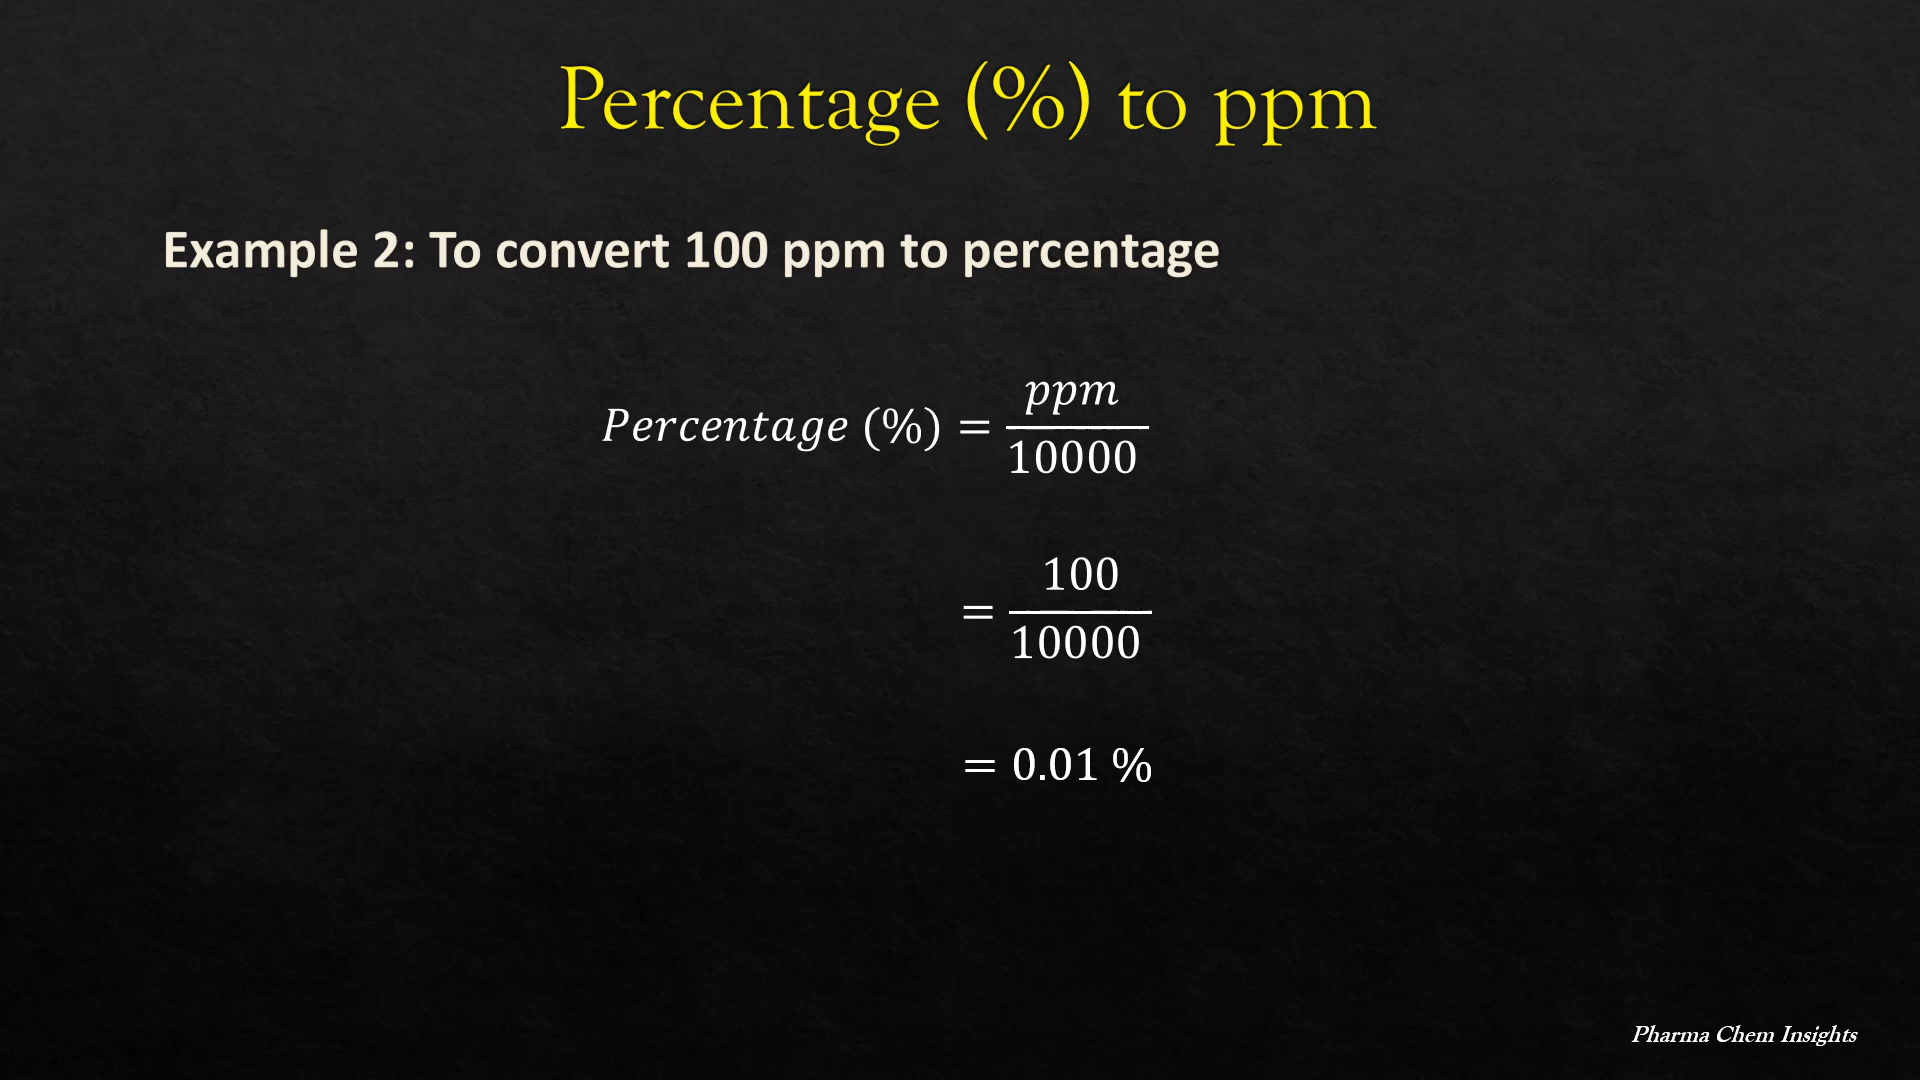 Percentage (%) to ppm
Example 2: To convert 100 ppm to percentage
Percentage (%) = ppm / 10000
= 100 / 10000
= 0.01 %
Pharma Chem Insights